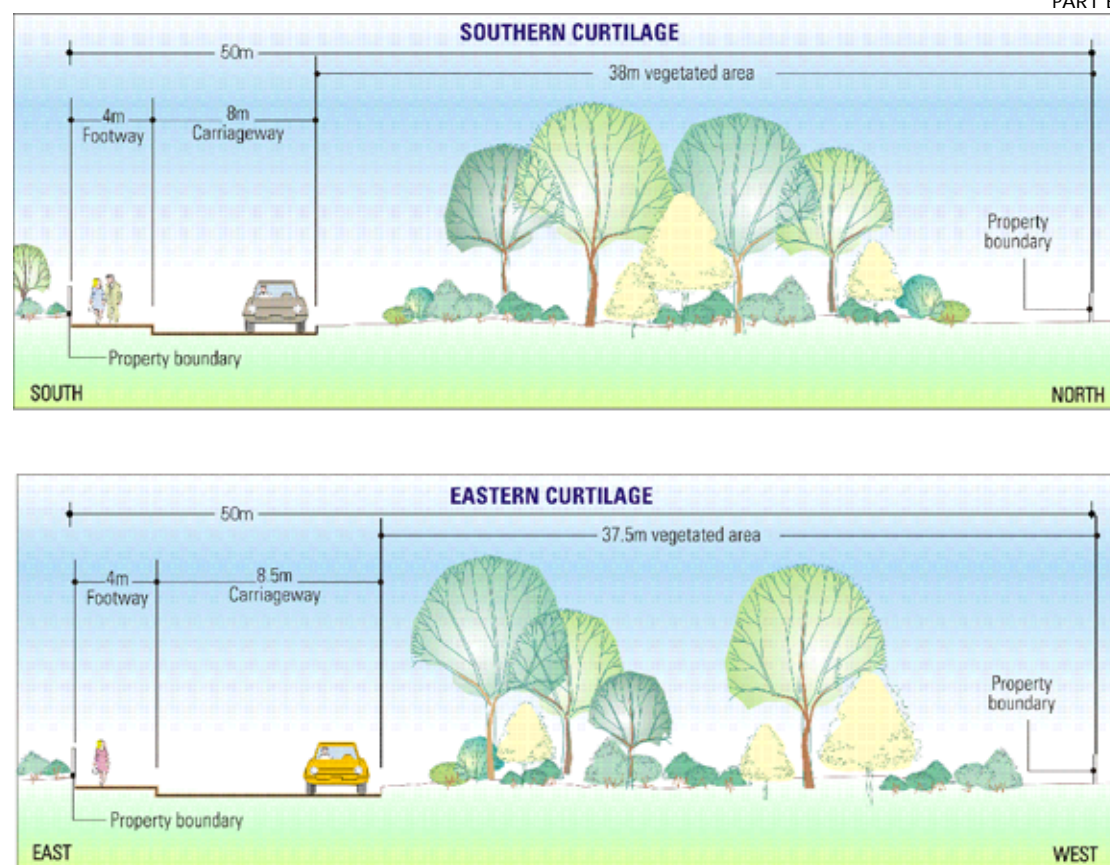 SOUTHERN CURTILAGE
50m
38m vegetated area
4m
Footway
8m
Carriageway
Property
boundary
Property boundary
SOUTH
NORTH
EASTERN CURTILAGE
50m
37.5m vegetated area
4m
Footway
8.5m
Carriageway
Property
boundary
Property boundary
EAST
WEST